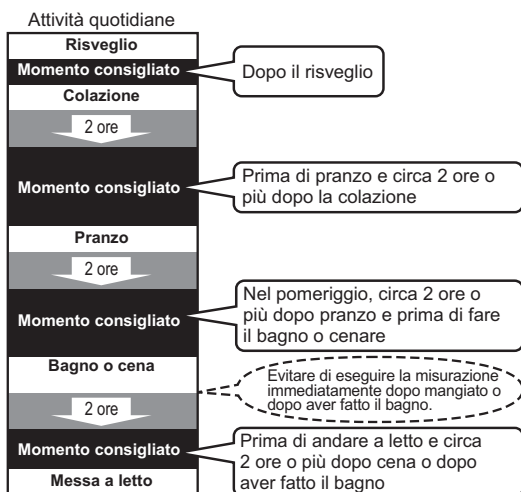 Attività quotidiane
Risveglio
Momento consigliato
Dopo il risveglio
Colazione
2 ore
Momento consigliato
Prima di pranzo e circa 2 ore o
più dopo la colazione
Pranzo
2 ore
Momento consigliato
Nel pomeriggio, circa 2 ore o
più dopo pranzo e prima di fare
il bagno o cenare
Bagno o cena
Evitare di eseguire la misurazione
immediatamente dopo mangiato o
dopo aver fatto il bagno.
2 ore
Momento consigliato
Prima di andare a letto e circa
2 ore o più dopo cena o dopo
aver fatto il bagno
Messa a letto